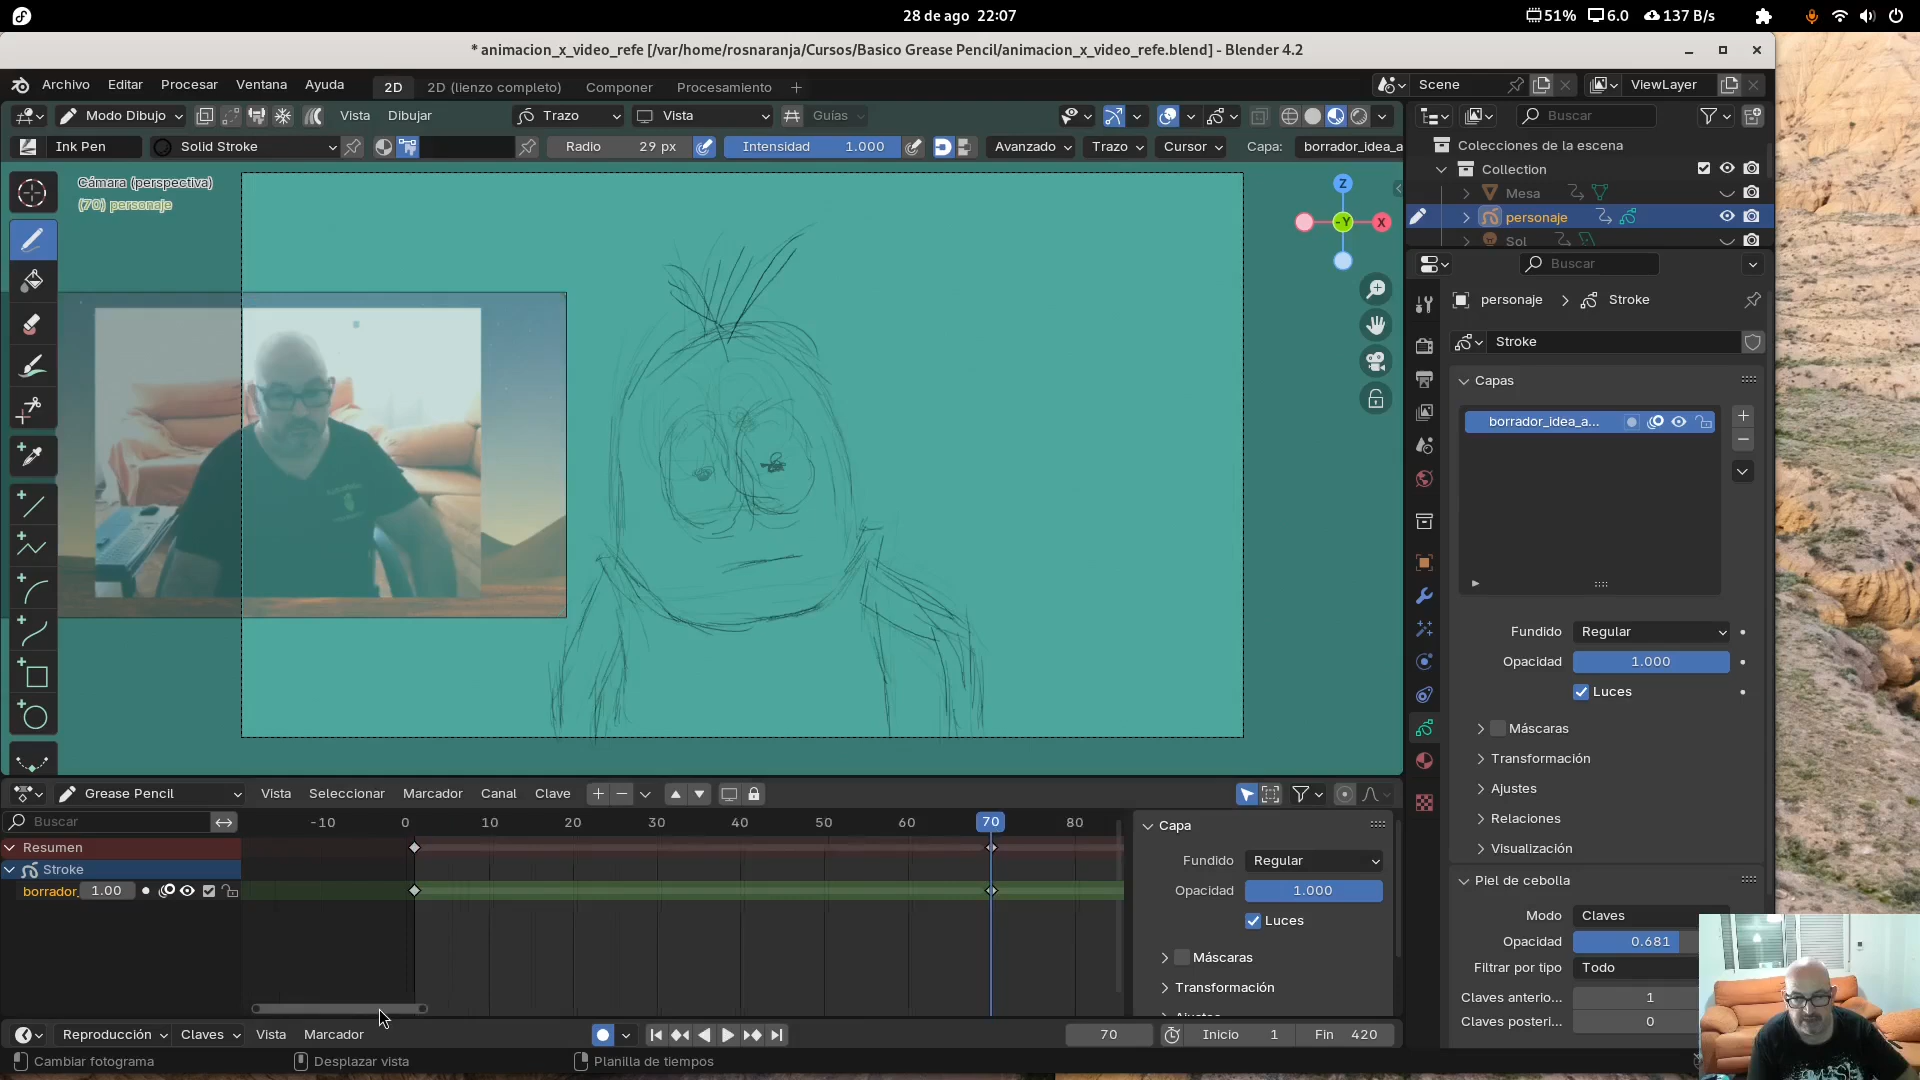 28 de ago 22:07
51% 6.0 137 B/s
* animacion_x_video_refe [/var/home/rosnaranja/Cursos/Basico Grease Pencil/animacion_x_video_refe.blend] - Blender 4.2
Archivo Editar Procesar Ventana Ayuda 2D 2D (lienzo completo) Componer Procesamiento + Scene ViewLayer
Modo Dibujo Vista Dibujar Trazo Vista Guías Buscar
Ink Pen Solid Stroke Radio 29 px Intensidad 1.000 Avanzado Trazo Cursor Capa: borrador_idea_a
Colecciones de la escena
Collection
Mesa
personaje
Sol
Cámara (perspectiva)
(70) personaje
Z
-Y X
Buscar
personaje > Stroke
Stroke
Capas
borrador_idea_a...
Fundido Regular
Opacidad 1.000
Luces
Máscaras
Transformación
Ajustes
Relaciones
Visualización
Piel de cebolla
Modo Claves
Opacidad 0.681
Filtrar por tipo Todo
Claves anterio... 1
Claves posteri... 0
Grease Pencil Vista Seleccionar Marcador Canal Clave
Buscar -10 0 10 20 30 40 50 60 70 80
Resumen
Stroke
borrador_ 1.00
Capa
Fundido Regular
Opacidad 1.000
Luces
Máscaras
Transformación
Reproducción Claves Vista Marcador 70 Inicio 1 Fin 420
Cambiar fotograma Desplazar vista Planilla de tiempos